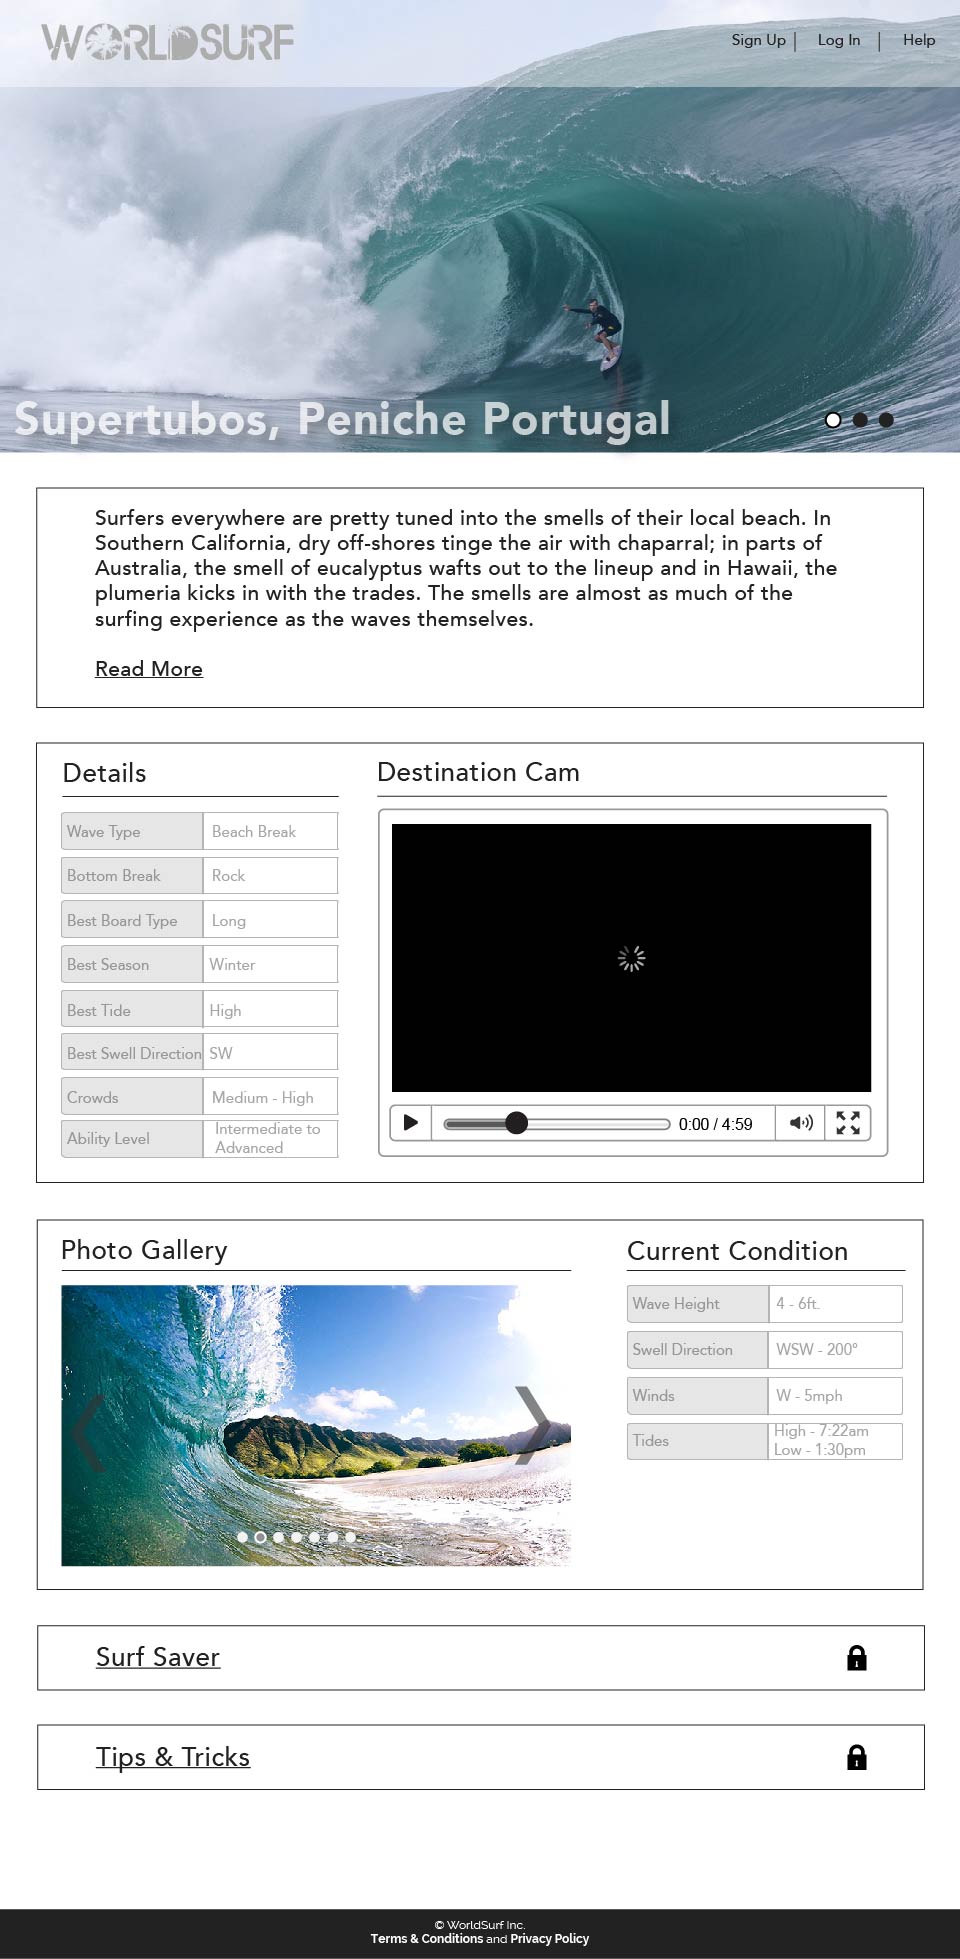 WORLDSURF
Sign Up | Log In | Help
Supertubos, Peniche Portugal
Surfers everywhere are pretty tuned into the smells of their local beach. In
Southern California, dry off-shores tinge the air with chaparral; in parts of
Australia, the smell of eucalyptus wafts out to the lineup and in Hawaii, the
plumeria kicks in with the trades. The smells are almost as much of the
surfing experience as the waves themselves.
Read More
Details
Wave Type Beach Break
Bottom Break Rock
Best Board Type Long
Best Season Winter
Best Tide High
Best Swell Direction SW
Crowds Medium - High
Ability Level Intermediate to
Advanced
Destination Cam
0:00 / 4:59
Photo Gallery
Current Condition
Wave Height 4 - 6ft.
Swell Direction WSW - 200°
Winds W - 5mph
Tides High - 7:22am
Low - 1:30pm
Surf Saver
Tips & Tricks
© WorldSurf Inc.
Terms & Conditions and Privacy Policy